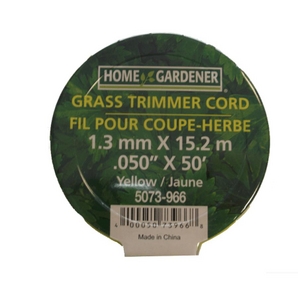 HOME GARDENER
GRASS TRIMMER CORD
FIL POUR COUPE-HERBE
1.3 mm X 15.2 m
.050" X 50'
Yellow / Jaune
5073-966
Made in China